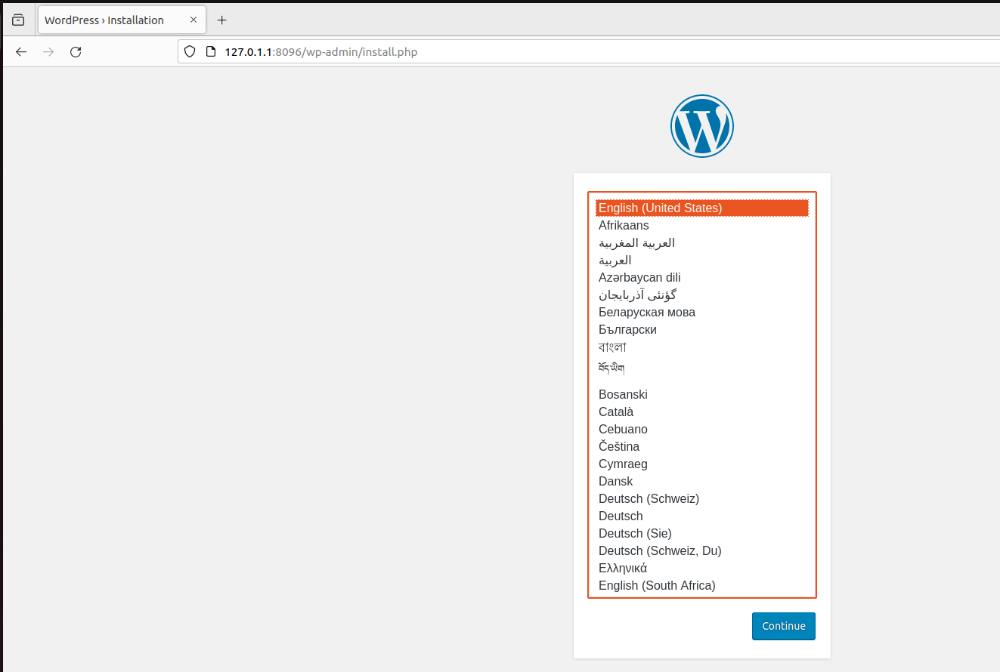 WordPress › Installation
127.0.1.1:8096/wp-admin/install.php
English (United States)
Afrikaans
العربية المغربية
العربية
Azərbaycan dili
گؤنئی آذربایجان
Беларуская мова
Български
বাংলা
བོད་ཡིག
Bosanski
Català
Cebuano
Čeština
Cymraeg
Dansk
Deutsch (Schweiz)
Deutsch
Deutsch (Sie)
Deutsch (Schweiz, Du)
Ελληνικά
English (South Africa)
Continue